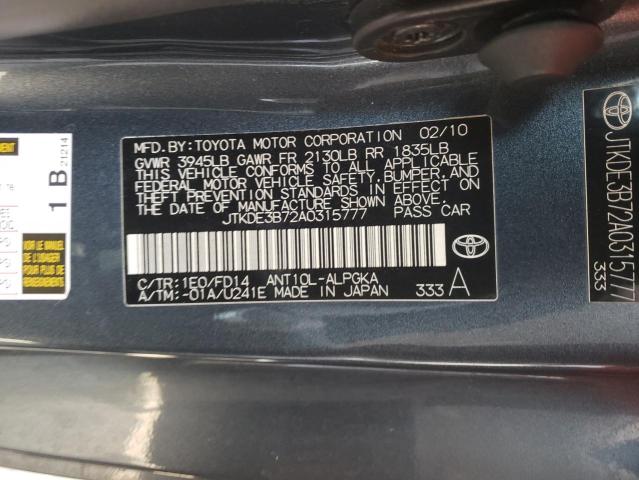 MFD.BY:TOYOTA MOTOR CORPORATION 02/10
GVWR 3945LB GAWR FR 2130LB RR 1835LB
THIS VEHICLE CONFORMS TO ALL APPLICABLE
FEDERAL MOTOR VEHICLE SAFETY,BUMPER,AND
THEFT PREVENTION STANDARDS IN EFFECT ON
THE DATE OF MANUFACTURE SHOWN ABOVE.
JTKDE3B72A0315777 PASS CAR
C/TR:1E0/FD14 ANT10L-ALPGKA
A/TM:-01A/U241E MADE IN JAPAN 333 A
JTKDE3B72A0315777
333
1 B
21214